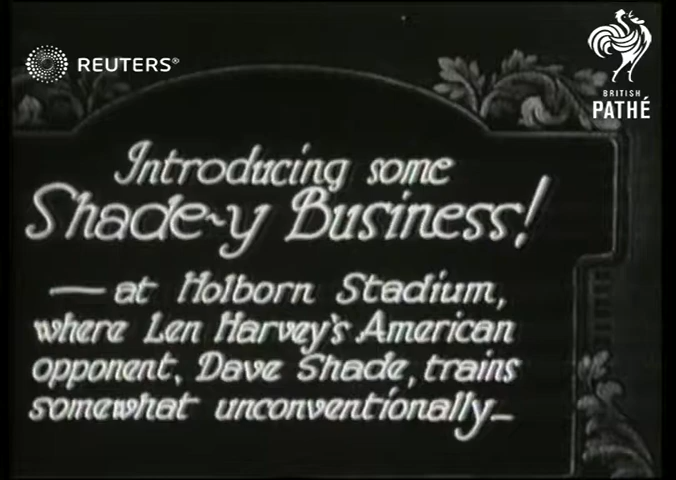 REUTERS®
BRITISH
PATHÉ
Introducing some
Shade~y Business!
— at Holborn Stadium,
where Len Harvey's American
opponent, Dave Shade, trains
somewhat unconventionally—